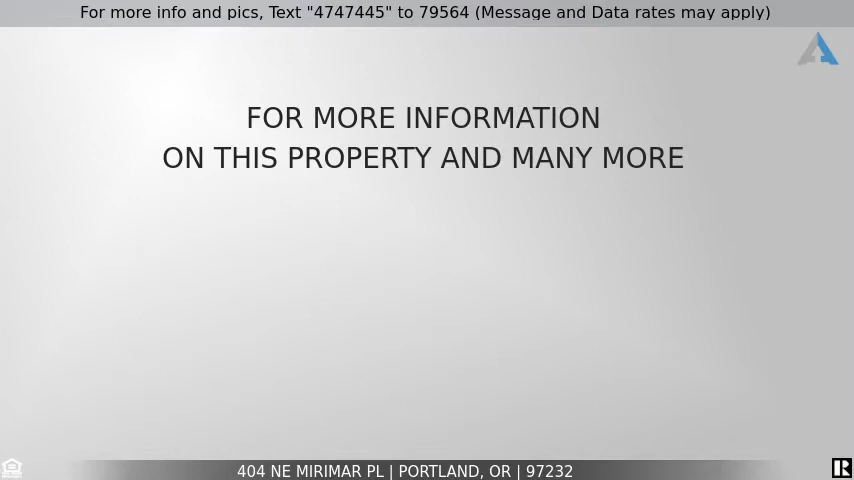 For more info and pics, Text "4747445" to 79564 (Message and Data rates may apply)
FOR MORE INFORMATION
ON THIS PROPERTY AND MANY MORE
404 NE MIRIMAR PL | PORTLAND, OR | 97232